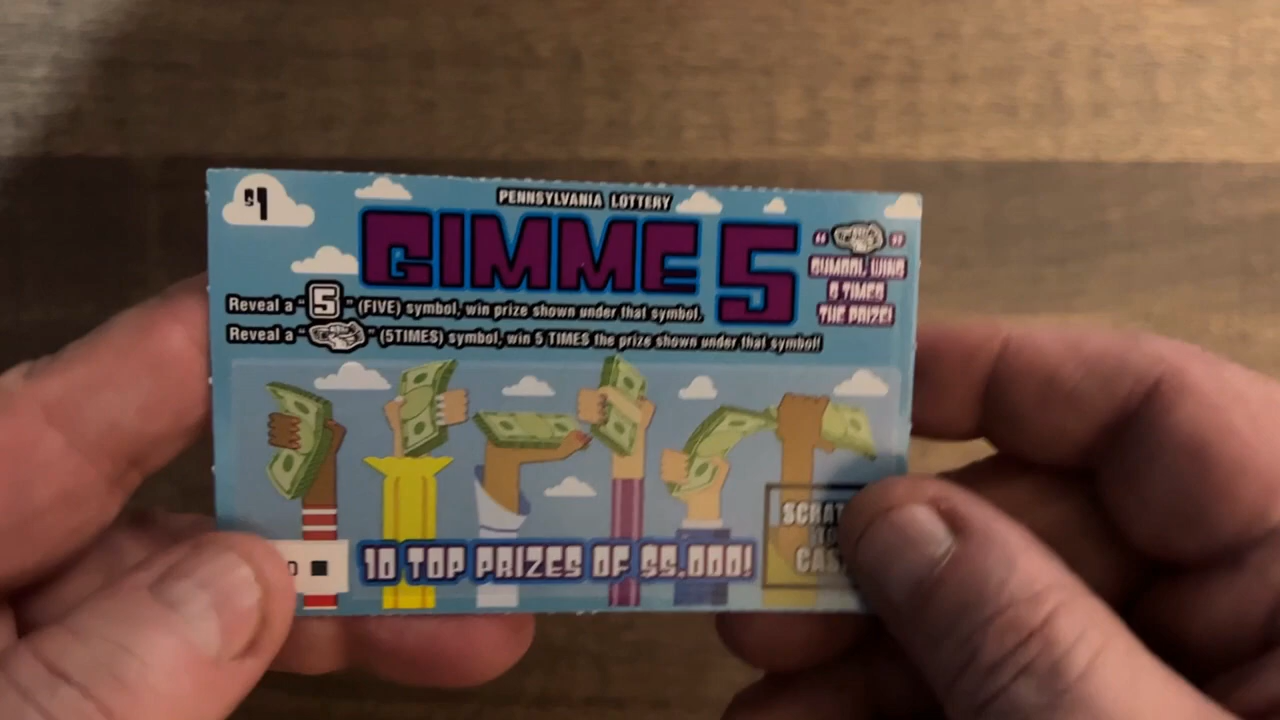 $1
PENNSYLVANIA LOTTERY
GIMME 5
" "
SYMBOL WINS
5 TIMES
THE PRIZE!
Reveal a "5" (FIVE) symbol, win prize shown under that symbol.
Reveal a " " (5TIMES) symbol, win 5 TIMES the prize shown under that symbol!
10 TOP PRIZES OF $5,000!